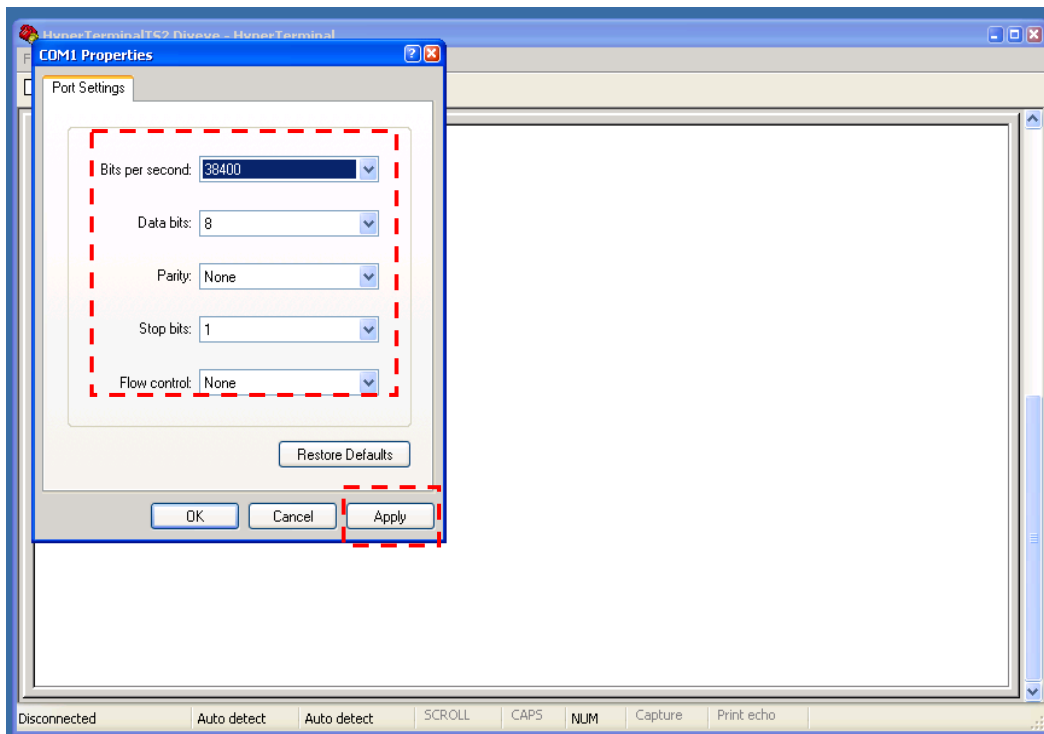 HyperTerminalTS2 Diveye - HyperTerminal
COM1 Properties
Port Settings
Bits per second: 38400
Data bits: 8
Parity: None
Stop bits: 1
Flow control: None
Restore Defaults
OK Cancel Apply
Disconnected Auto detect Auto detect SCROLL CAPS NUM Capture Print echo